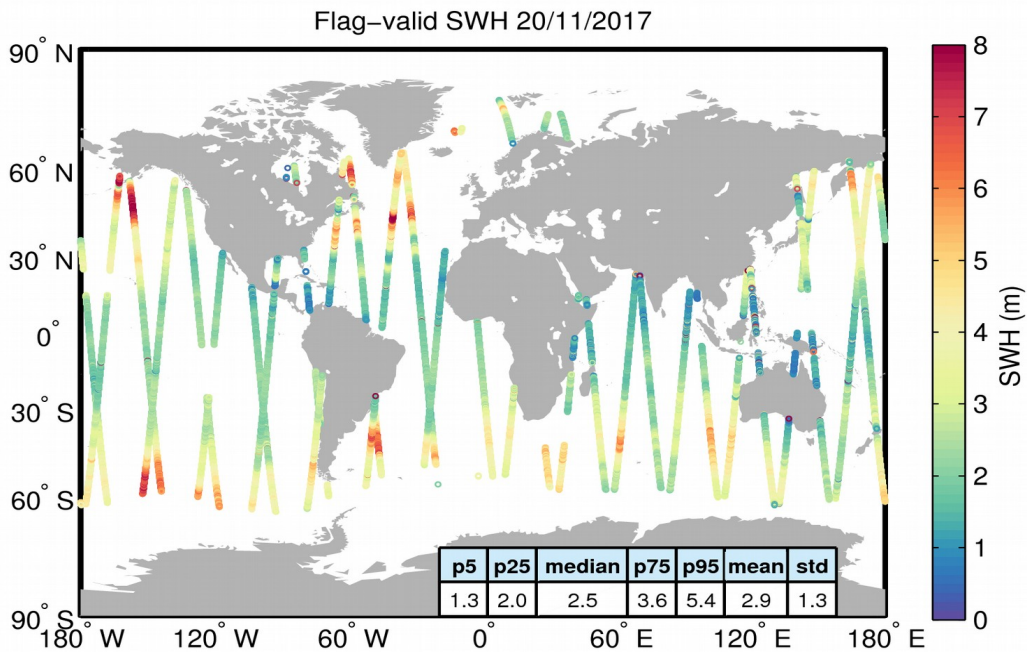 Flag−valid SWH 20/11/2017
90° N
60° N
30° N
0°
30° S
60° S
90° S
180° W
120° W
60° W
0°
60° E
120° E
180° E
8
7
6
5
4
3
2
1
0
SWH (m)
p5 p25 median p75 p95 mean std
1.3 2.0 2.5 3.6 5.4 2.9 1.3